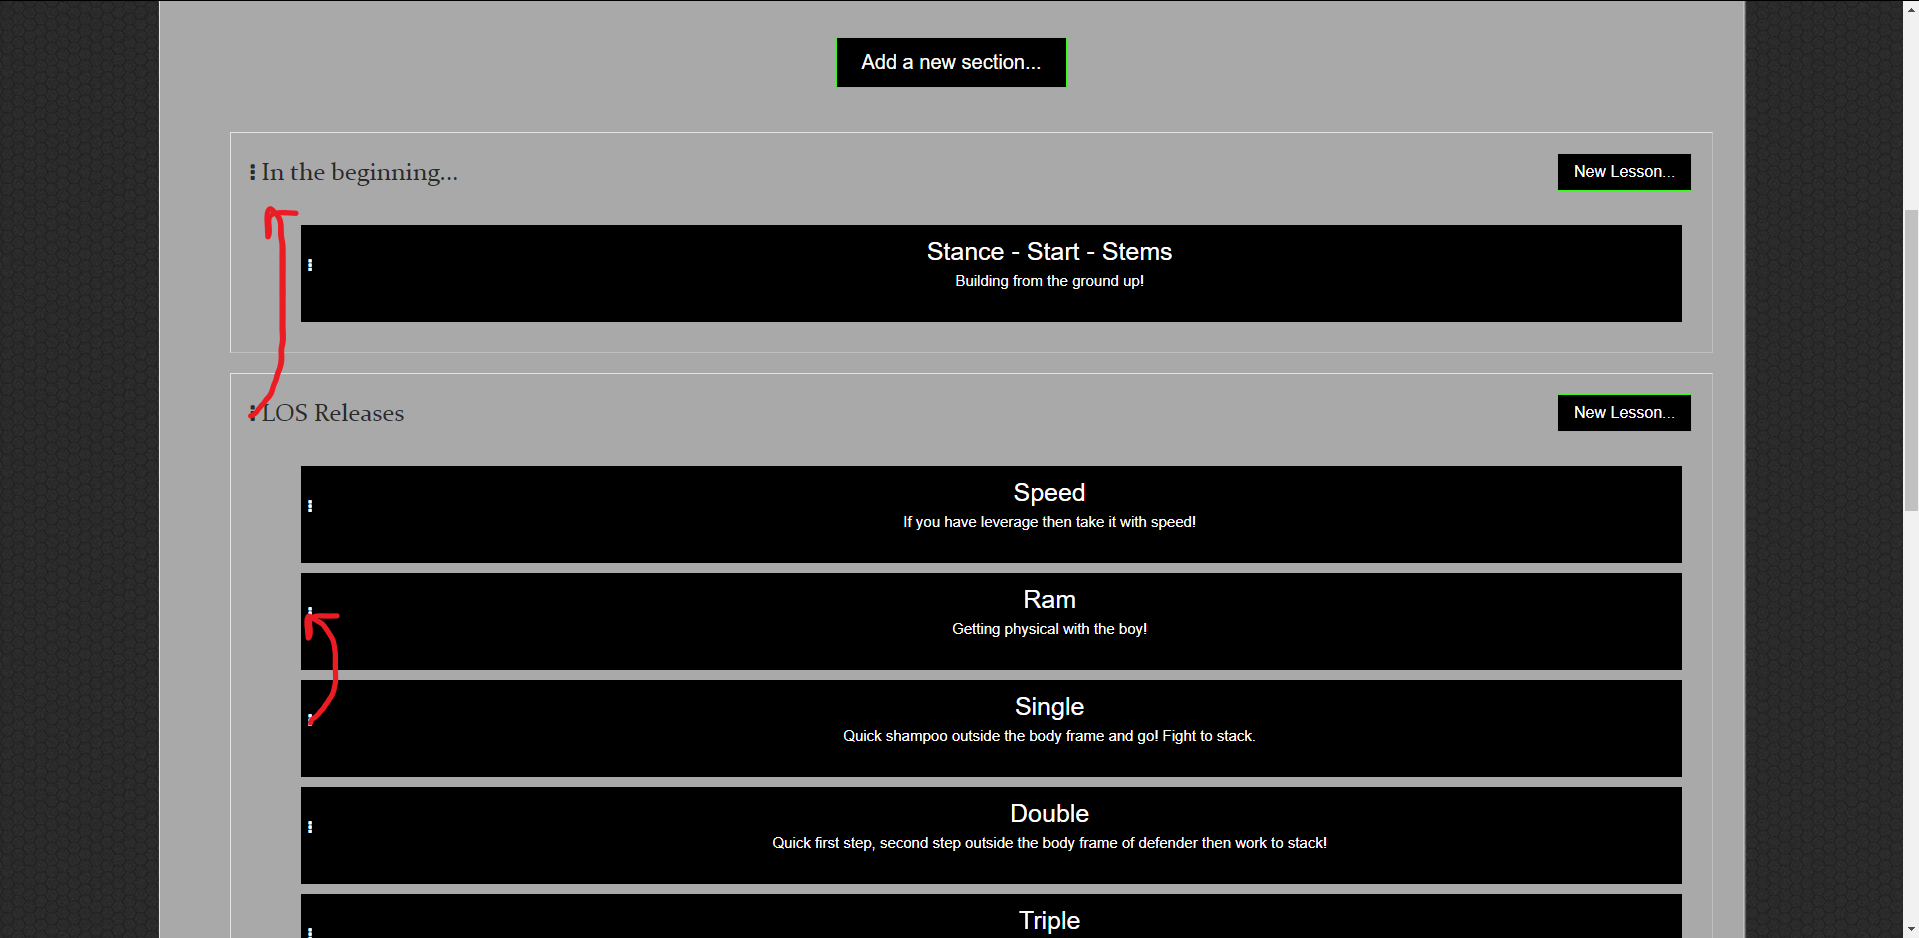 Add a new section...
In the beginning...
New Lesson...
Stance - Start - Stems
Building from the ground up!
LOS Releases
New Lesson...
Speed
If you have leverage then take it with speed!
Ram
Getting physical with the boy!
Single
Quick shampoo outside the body frame and go! Fight to stack.
Double
Quick first step, second step outside the body frame of defender then work to stack!
Triple